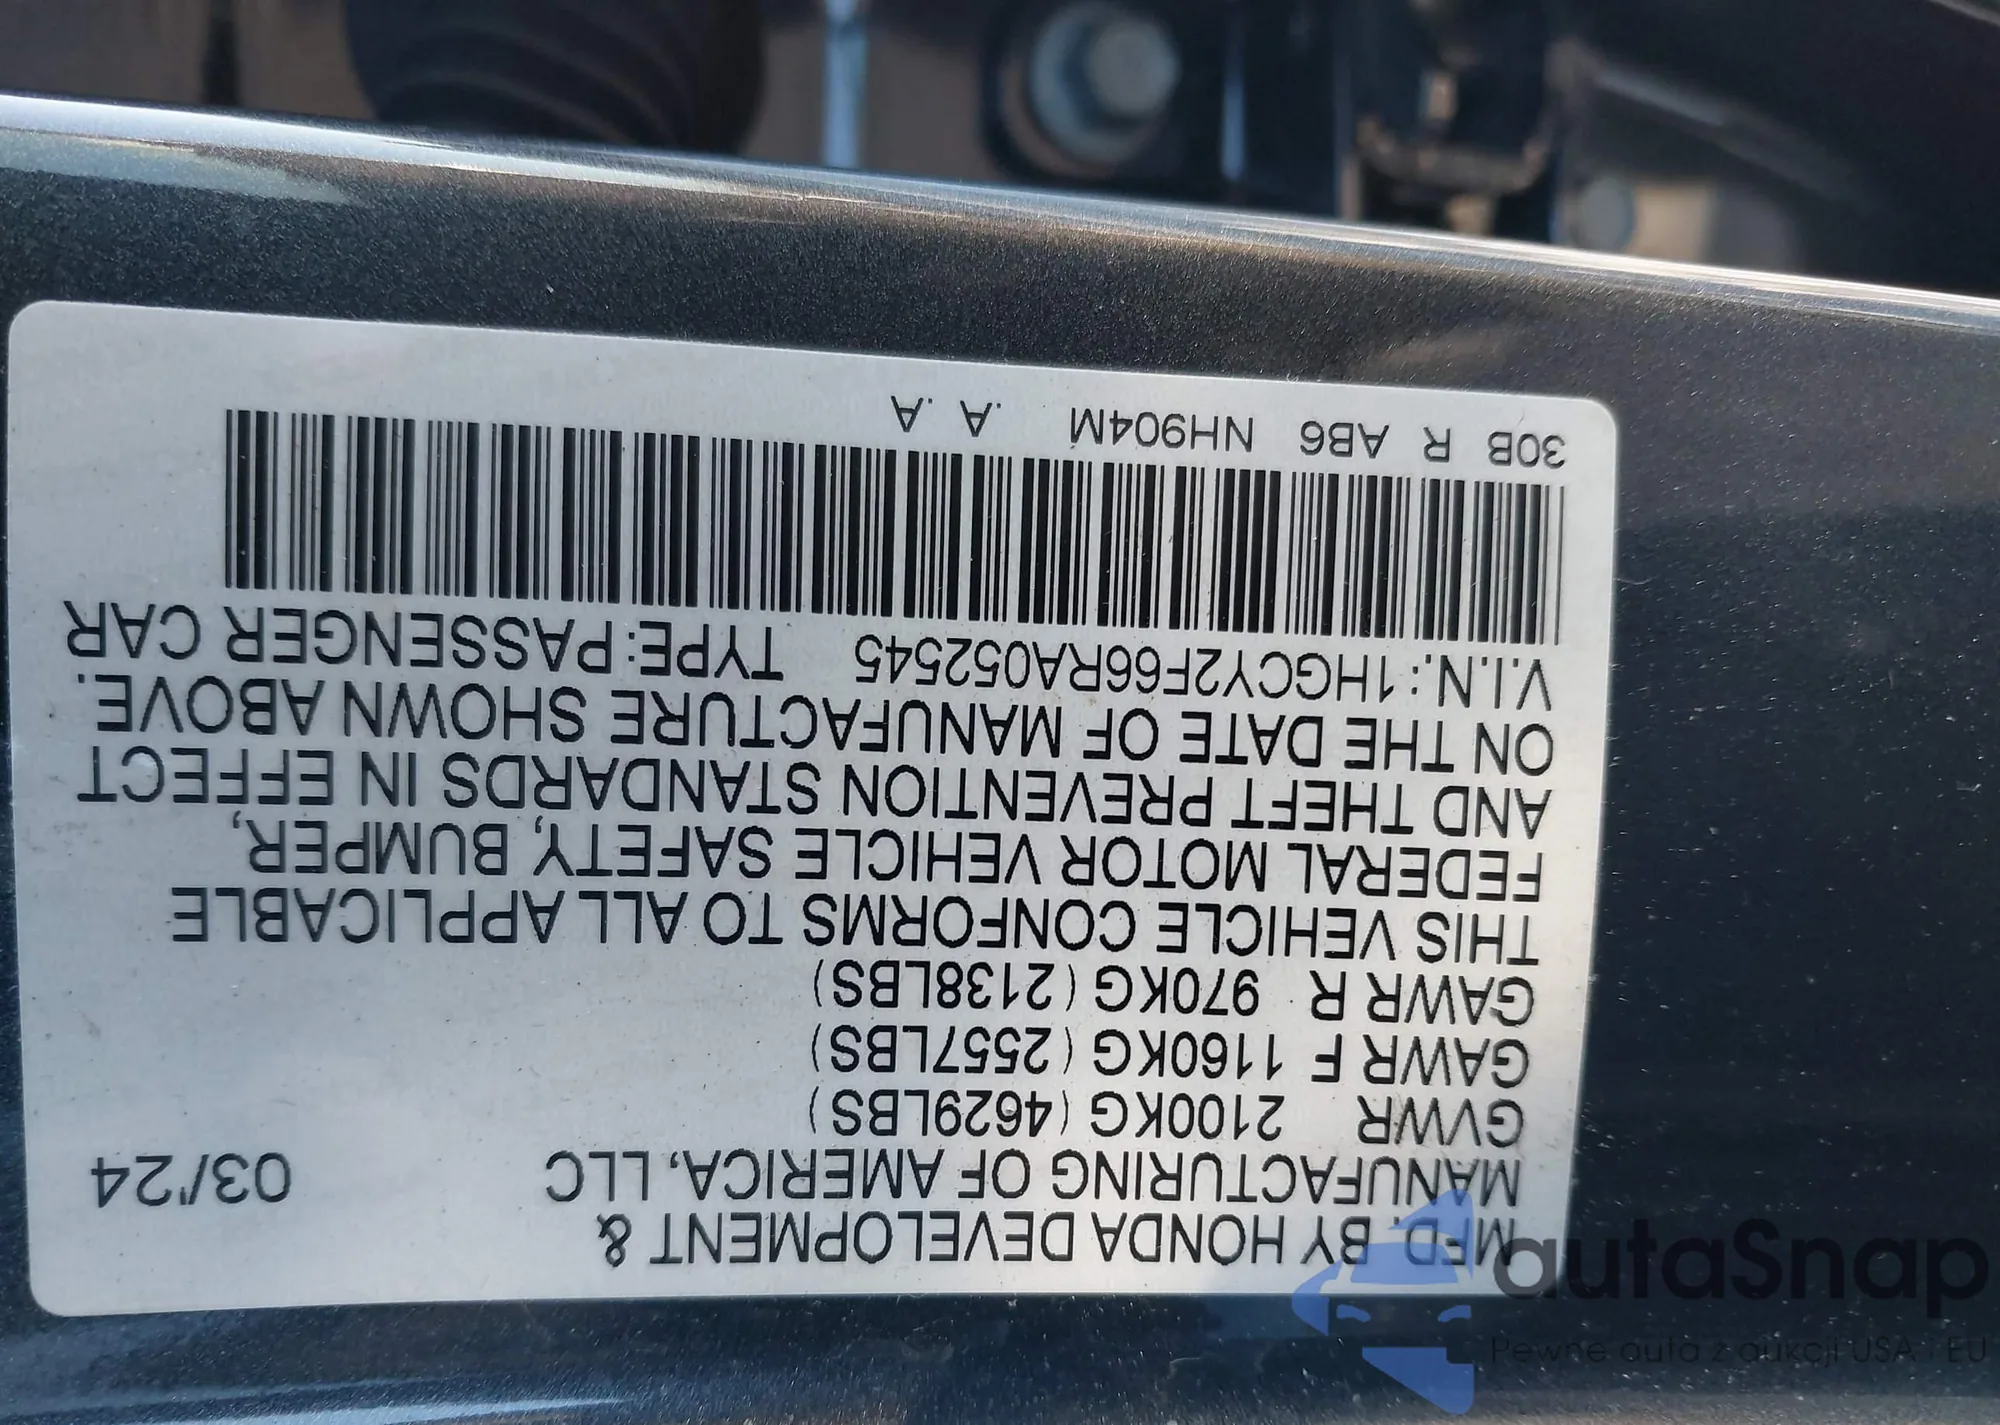 MFD. BY HONDA DEVELOPMENT &
MANUFACTURING OF AMERICA, LLC 03/'24
GVWR 2100KG (4629LBS)
GAWR F 1160KG (2557LBS)
GAWR R 970KG (2138LBS)
THIS VEHICLE CONFORMS TO ALL APPLICABLE
FEDERAL MOTOR VEHICLE SAFETY, BUMPER,
AND THEFT PREVENTION STANDARDS IN EFFECT
ON THE DATE OF MANUFACTURE SHOWN ABOVE.
V.I.N.: 1HGCY2F66RA052545 TYPE: PASSENGER CAR
30B R AB6 NH904M .A A.A
autaSnap
Pewne auta z aukcji USA i EU